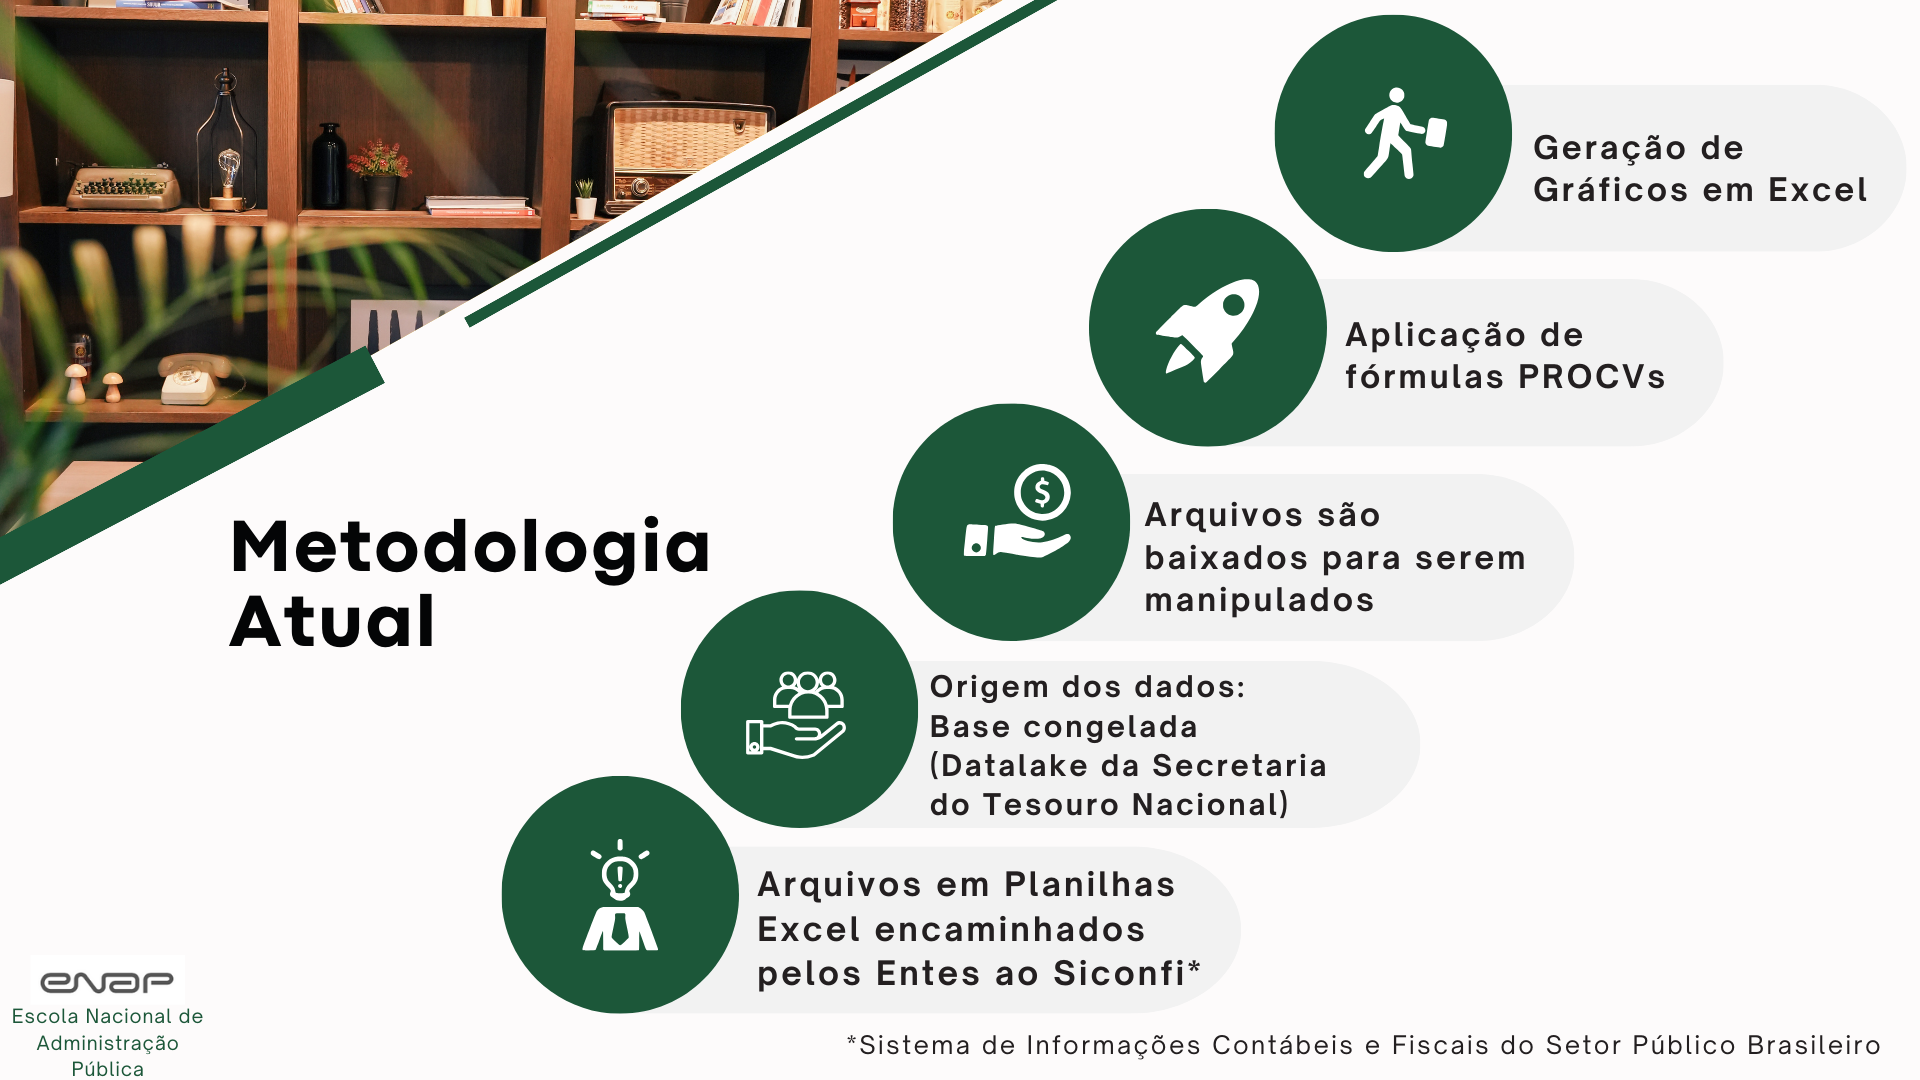 Geração de
Gráficos em Excel
Aplicação de
fórmulas PROCVs
Arquivos são
baixados para serem
manipulados
Metodologia
Atual
Origem dos dados:
Base congelada
(Datalake da Secretaria
do Tesouro Nacional)
Arquivos em Planilhas
Excel encaminhados
pelos Entes ao Siconfi*
enap
Escola Nacional de
Administração
Pública
*Sistema de Informações Contábeis e Fiscais do Setor Público Brasileiro